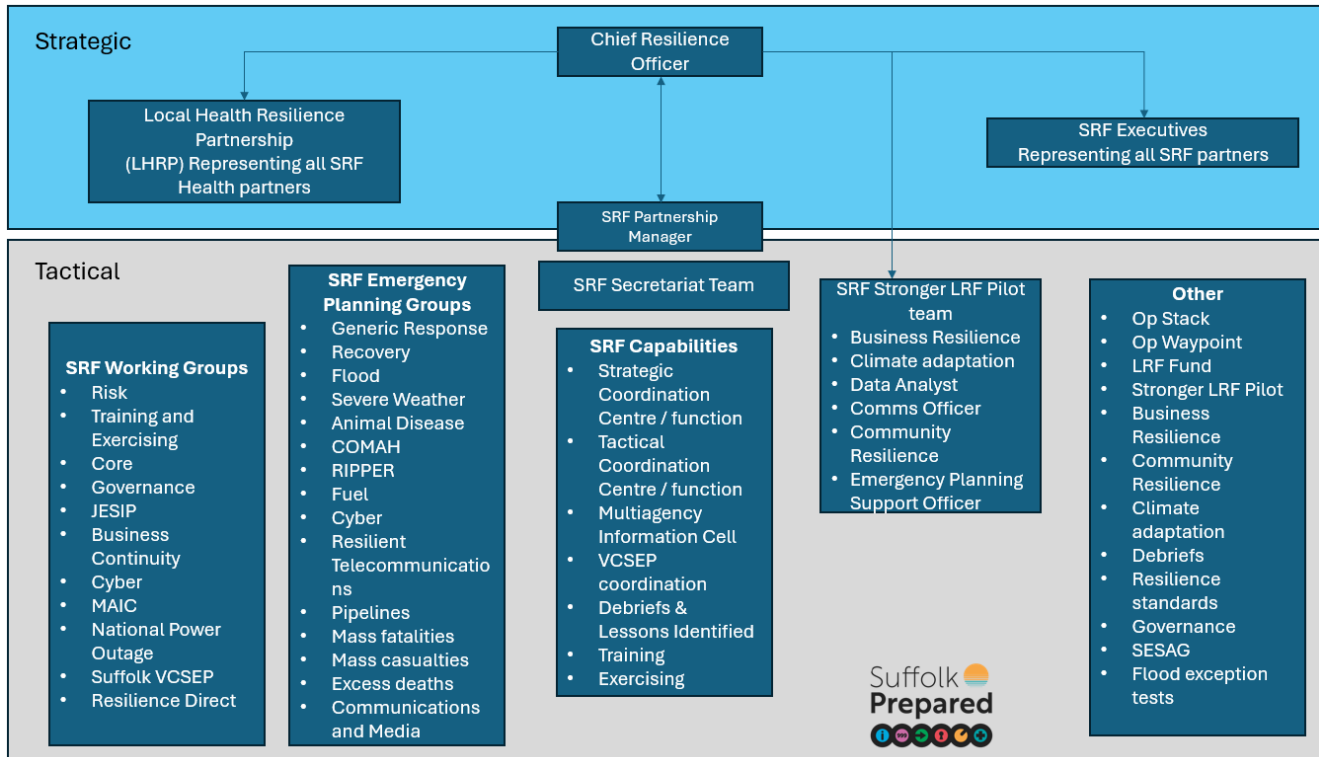 Strategic
Chief Resilience
Officer
Local Health Resilience
Partnership
(LHRP) Representing all SRF
Health partners
SRF Executives
Representing all SRF partners
SRF Partnership
Manager
Tactical
SRF Working Groups
• Risk
• Training and
Exercising
• Core
• Governance
• JESIP
• Business
Continuity
• Cyber
• MAIC
• National Power
Outage
• Suffolk VCSEP
• Resilience Direct
SRF Emergency
Planning Groups
• Generic Response
• Recovery
• Flood
• Severe Weather
• Animal Disease
• COMAH
• RIPPER
• Fuel
• Cyber
• Resilient
Telecommunicatio
ns
• Pipelines
• Mass fatalities
• Mass casualties
• Excess deaths
• Communications
and Media
SRF Secretariat Team
SRF Capabilities
• Strategic
Coordination
Centre / function
• Tactical
Coordination
Centre / function
• Multiagency
Information Cell
• VCSEP
coordination
• Debriefs &
Lessons Identified
• Training
• Exercising
SRF Stronger LRF Pilot
team
• Business Resilience
• Climate adaptation
• Data Analyst
• Comms Officer
• Community
Resilience
• Emergency Planning
Support Officer
Suffolk
Prepared
Other
• Op Stack
• Op Waypoint
• LRF Fund
• Stronger LRF Pilot
• Business
Resilience
• Community
Resilience
• Climate
adaptation
• Debriefs
• Resilience
standards
• Governance
• SESAG
• Flood exception
tests